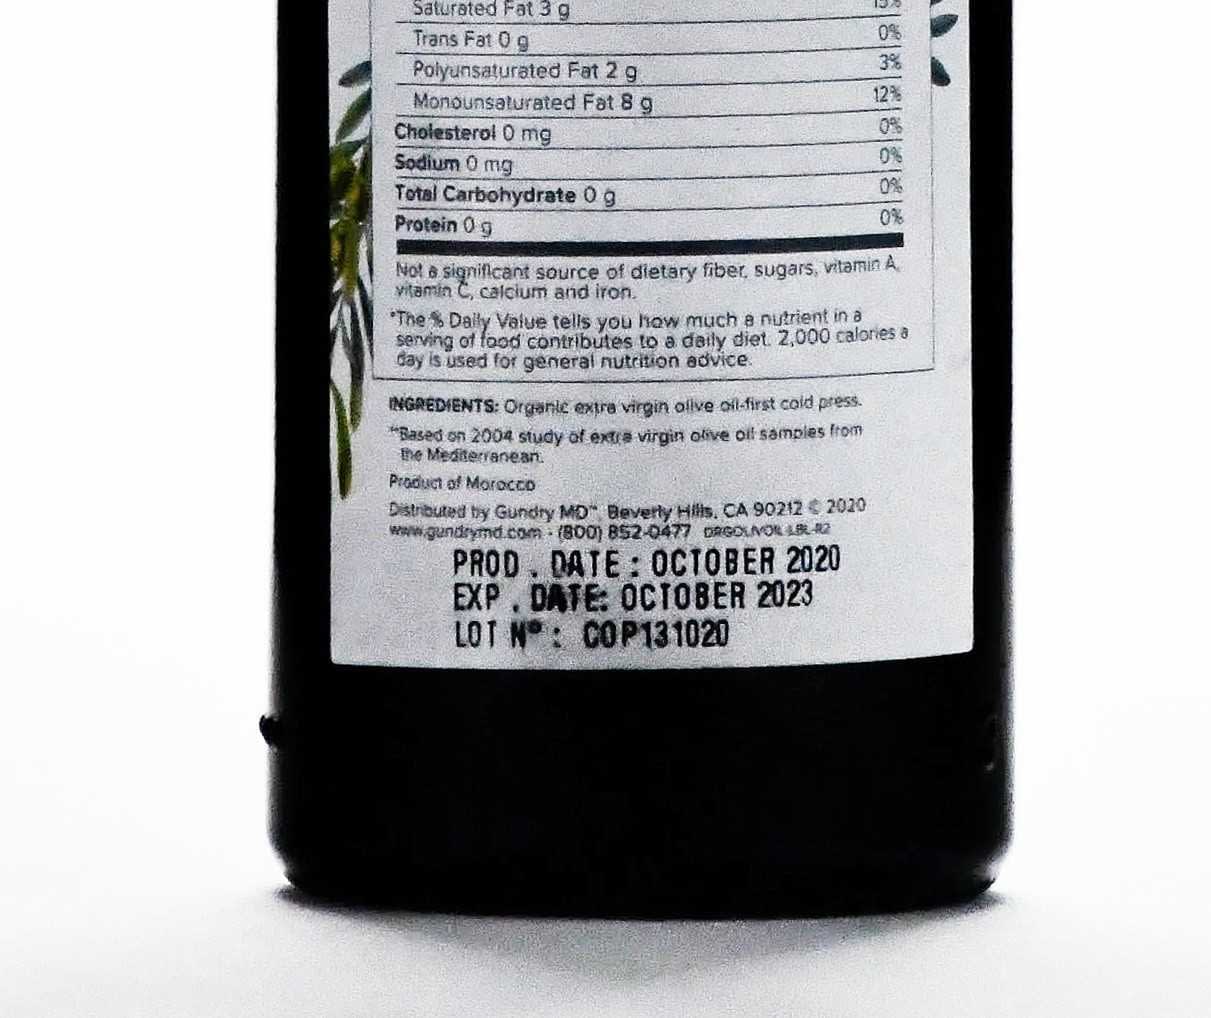 Saturated Fat 3 g 15%
Trans Fat 0 g 0%
Polyunsaturated Fat 2 g 3%
Monounsaturated Fat 8 g 12%
Cholesterol 0 mg 0%
Sodium 0 mg 0%
Total Carbohydrate 0 g 0%
Protein 0 g 0%
Not a significant source of dietary fiber, sugars, vitamin A,
vitamin C, calcium and iron.
*The % Daily Value tells you how much a nutrient in a
serving of food contributes to a daily diet. 2,000 calories a
day is used for general nutrition advice.
INGREDIENTS: Organic extra virgin olive oil-first cold press.
**Based on 2004 study of extra virgin olive oil samples from
the Mediterranean.
Product of Morocco
Distributed by Gundry MD™, Beverly Hills, CA 90212 © 2020
www.gundrymd.com - (800) 852-0477
PROD . DATE : OCTOBER 2020
EXP . DATE: OCTOBER 2023
LOT Nº : COP131020